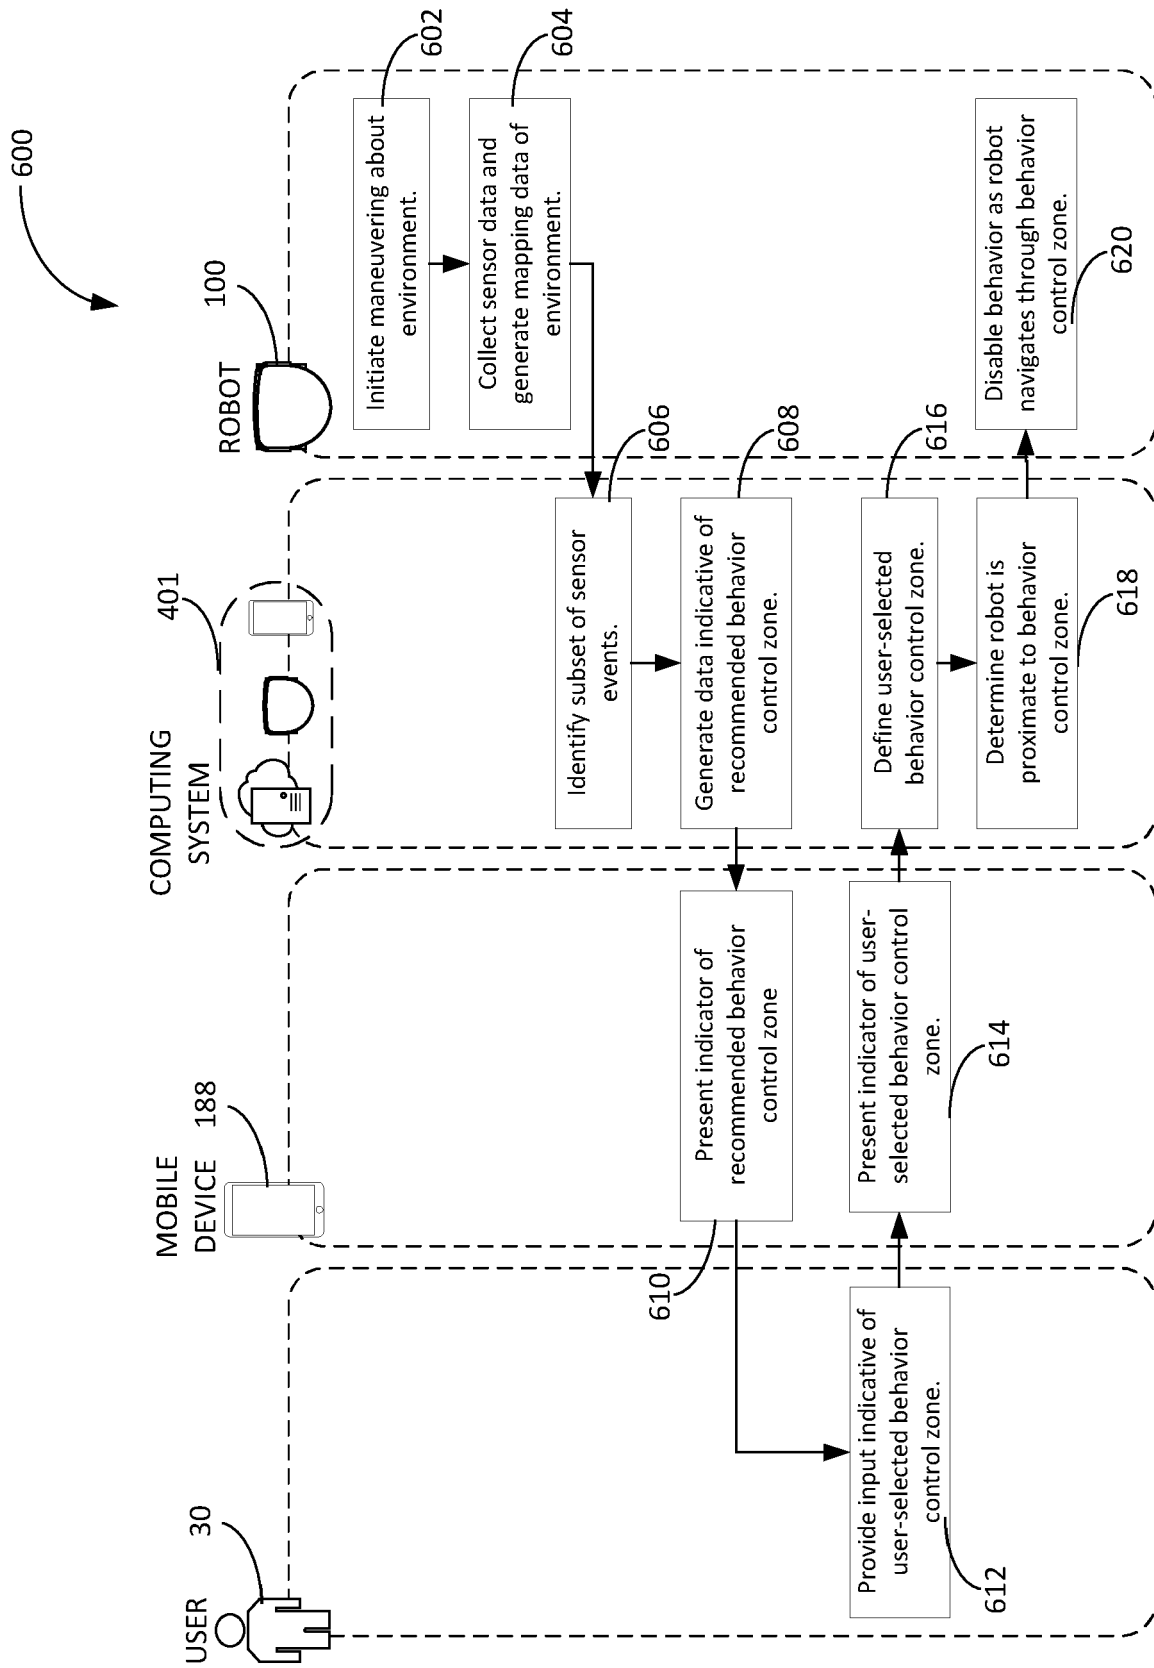 600
USER
30
MOBILE
DEVICE
188
COMPUTING
SYSTEM
401
ROBOT
100
Initiate maneuvering about
environment.
602
Collect sensor data and
generate mapping data of
environment.
604
Identify subset of sensor
events.
606
Generate data indicative of
recommended behavior
control zone.
608
Present indicator of
recommended behavior
control zone
610
Provide input indicative of
user-selected behavior
control zone.
612
Present indicator of user-
selected behavior control
zone.
614
Define user-selected
behavior control zone.
616
Determine robot is
proximate to behavior
control zone.
618
Disable behavior as robot
navigates through behavior
control zone.
620